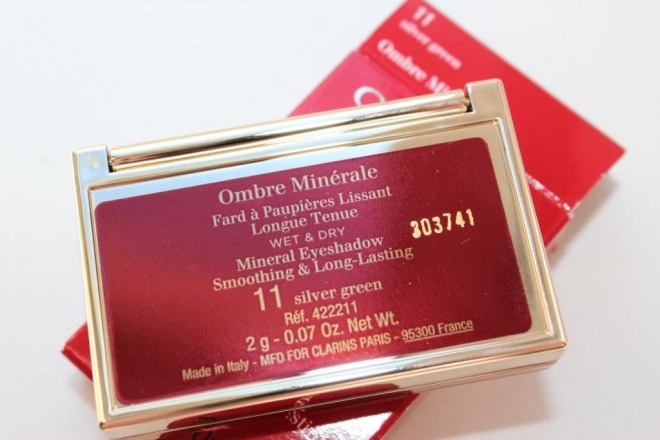 11
silver green
Ombre
Ombre Minérale
Fard à Paupières Lissant
Longue Tenue
WET & DRY
Mineral Eyeshadow
Smoothing & Long-Lasting
303741
11 silver green
Réf. 422211
2 g - 0.07 Oz. Net Wt.
Made in Italy - MFD FOR CLARINS PARIS - 95300 France